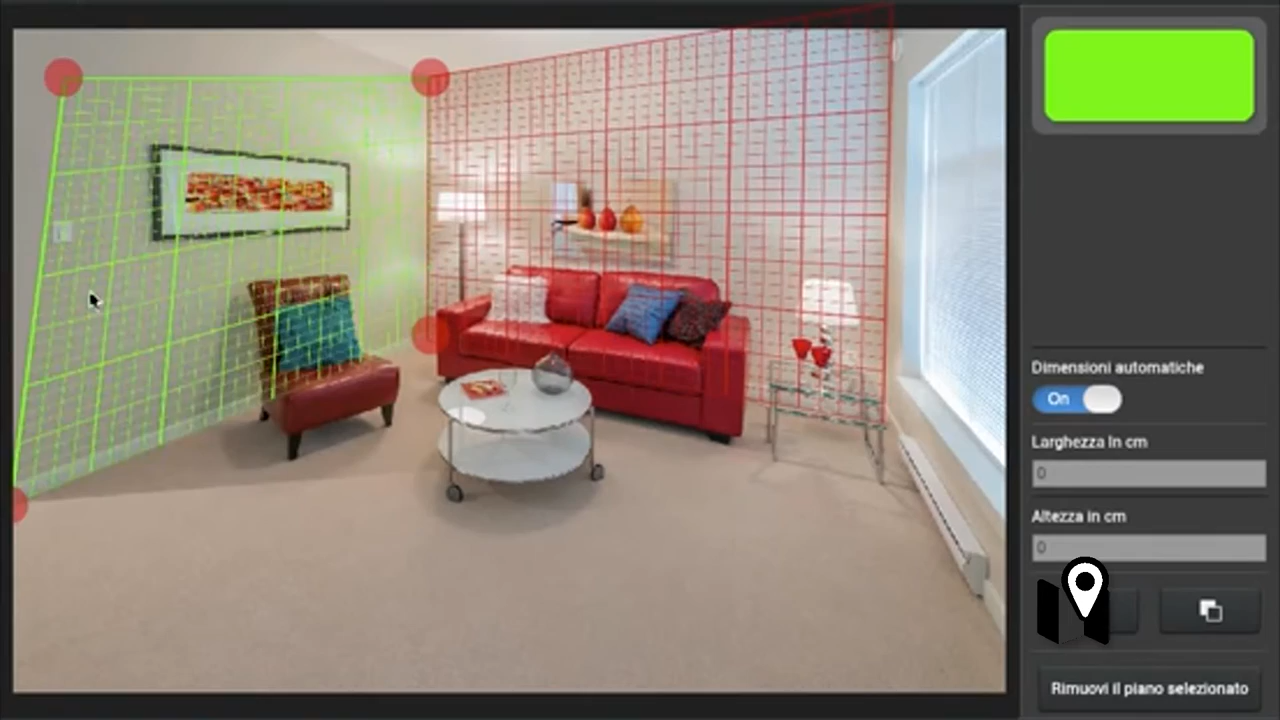 Dimensioni automatiche
On
Larghezza in cm
0
Altezza in cm
0
Rimuovi il piano selezionato